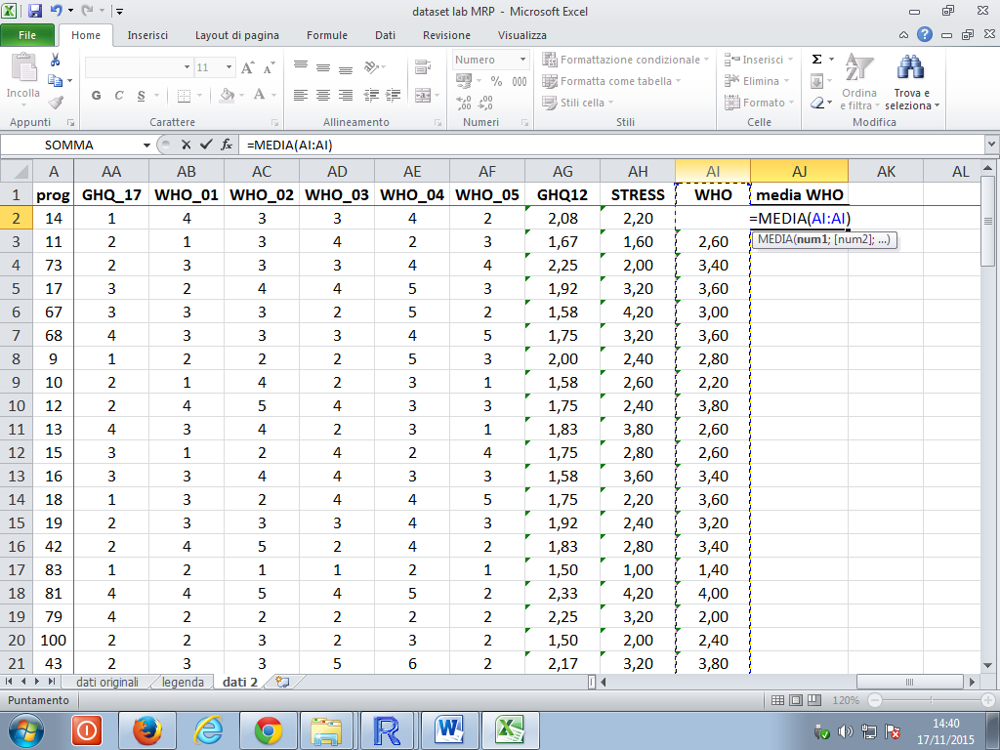 dataset lab MRP - Microsoft Excel
File Home Inserisci Layout di pagina Formule Dati Revisione Visualizza
Incolla
11 A A
G C S A
Numero
% 000
,00 ,00
Formattazione condizionale
Formatta come tabella
Stili cella
Inserisci
Elimina
Formato
Σ
Ordina e filtra
Trova e seleziona
Appunti Carattere Allineamento Numeri Stili Celle Modifica
SOMMA fx =MEDIA(AI:AI)
A AA AB AC AD AE AF AG AH AI AJ AK AL
1 prog GHQ_17 WHO_01 WHO_02 WHO_03 WHO_04 WHO_05 GHQ12 STRESS WHO media WHO
2 14 1 4 3 3 4 2 2,08 2,20 =MEDIA(AI:AI)
MEDIA(num1; [num2]; ...)
3 11 2 1 3 4 2 3 1,67 1,60 2,60
4 73 2 3 3 3 4 4 2,25 2,00 3,40
5 17 3 2 4 4 5 3 1,92 3,20 3,60
6 67 3 3 3 2 5 2 1,58 4,20 3,00
7 68 4 3 3 3 4 5 1,75 3,20 3,60
8 9 1 2 2 2 5 3 2,00 2,40 2,80
9 10 2 1 4 2 3 1 1,58 2,60 2,20
10 12 2 4 5 4 3 3 1,75 2,40 3,80
11 13 4 3 4 2 3 1 1,83 3,80 2,60
12 15 3 1 2 4 2 4 1,75 2,80 2,60
13 16 3 3 4 4 3 3 1,58 3,60 3,40
14 18 1 3 2 4 4 5 1,75 2,20 3,60
15 19 2 3 3 3 4 3 1,92 2,40 3,20
16 42 2 4 5 2 4 2 1,83 2,80 3,40
17 83 1 2 1 1 2 1 1,50 1,00 1,40
18 81 4 4 5 4 5 2 2,33 4,20 4,00
19 79 4 2 2 2 2 2 2,25 3,20 2,00
20 100 2 2 3 2 3 2 1,50 2,00 2,40
21 43 2 3 3 5 6 2 2,17 3,20 3,80
dati originali legenda dati 2
Puntamento 120%
14:40
17/11/2015